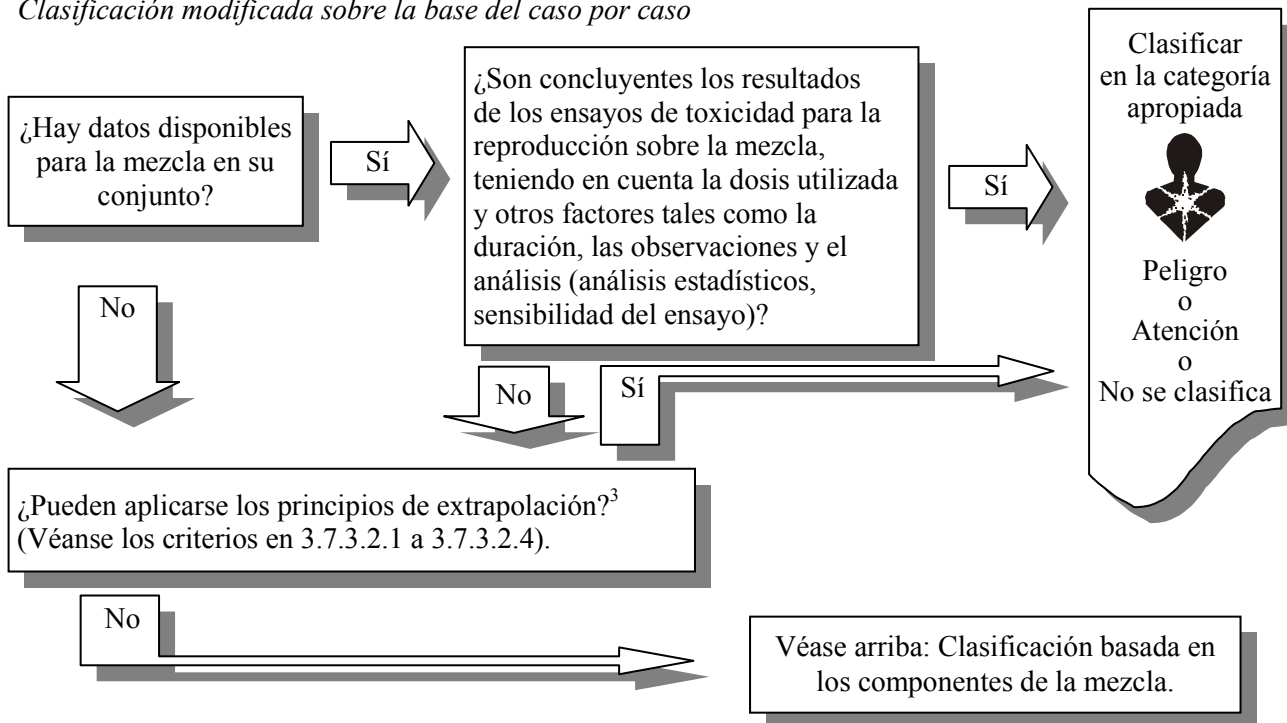 Clasificación modificada sobre la base del caso por caso
¿Hay datos disponibles
para la mezcla en su
conjunto?
Sí
¿Son concluyentes los resultados
de los ensayos de toxicidad para la
reproducción sobre la mezcla,
teniendo en cuenta la dosis utilizada
y otros factores tales como la
duración, las observaciones y el
análisis (análisis estadísticos,
sensibilidad del ensayo)?
Sí
Clasificar
en la categoría
apropiada
Peligro
o
Atención
o
No se clasifica
No
No
Sí
¿Pueden aplicarse los principios de extrapolación?³
(Véanse los criterios en 3.7.3.2.1 a 3.7.3.2.4).
No
Véase arriba: Clasificación basada en
los componentes de la mezcla.